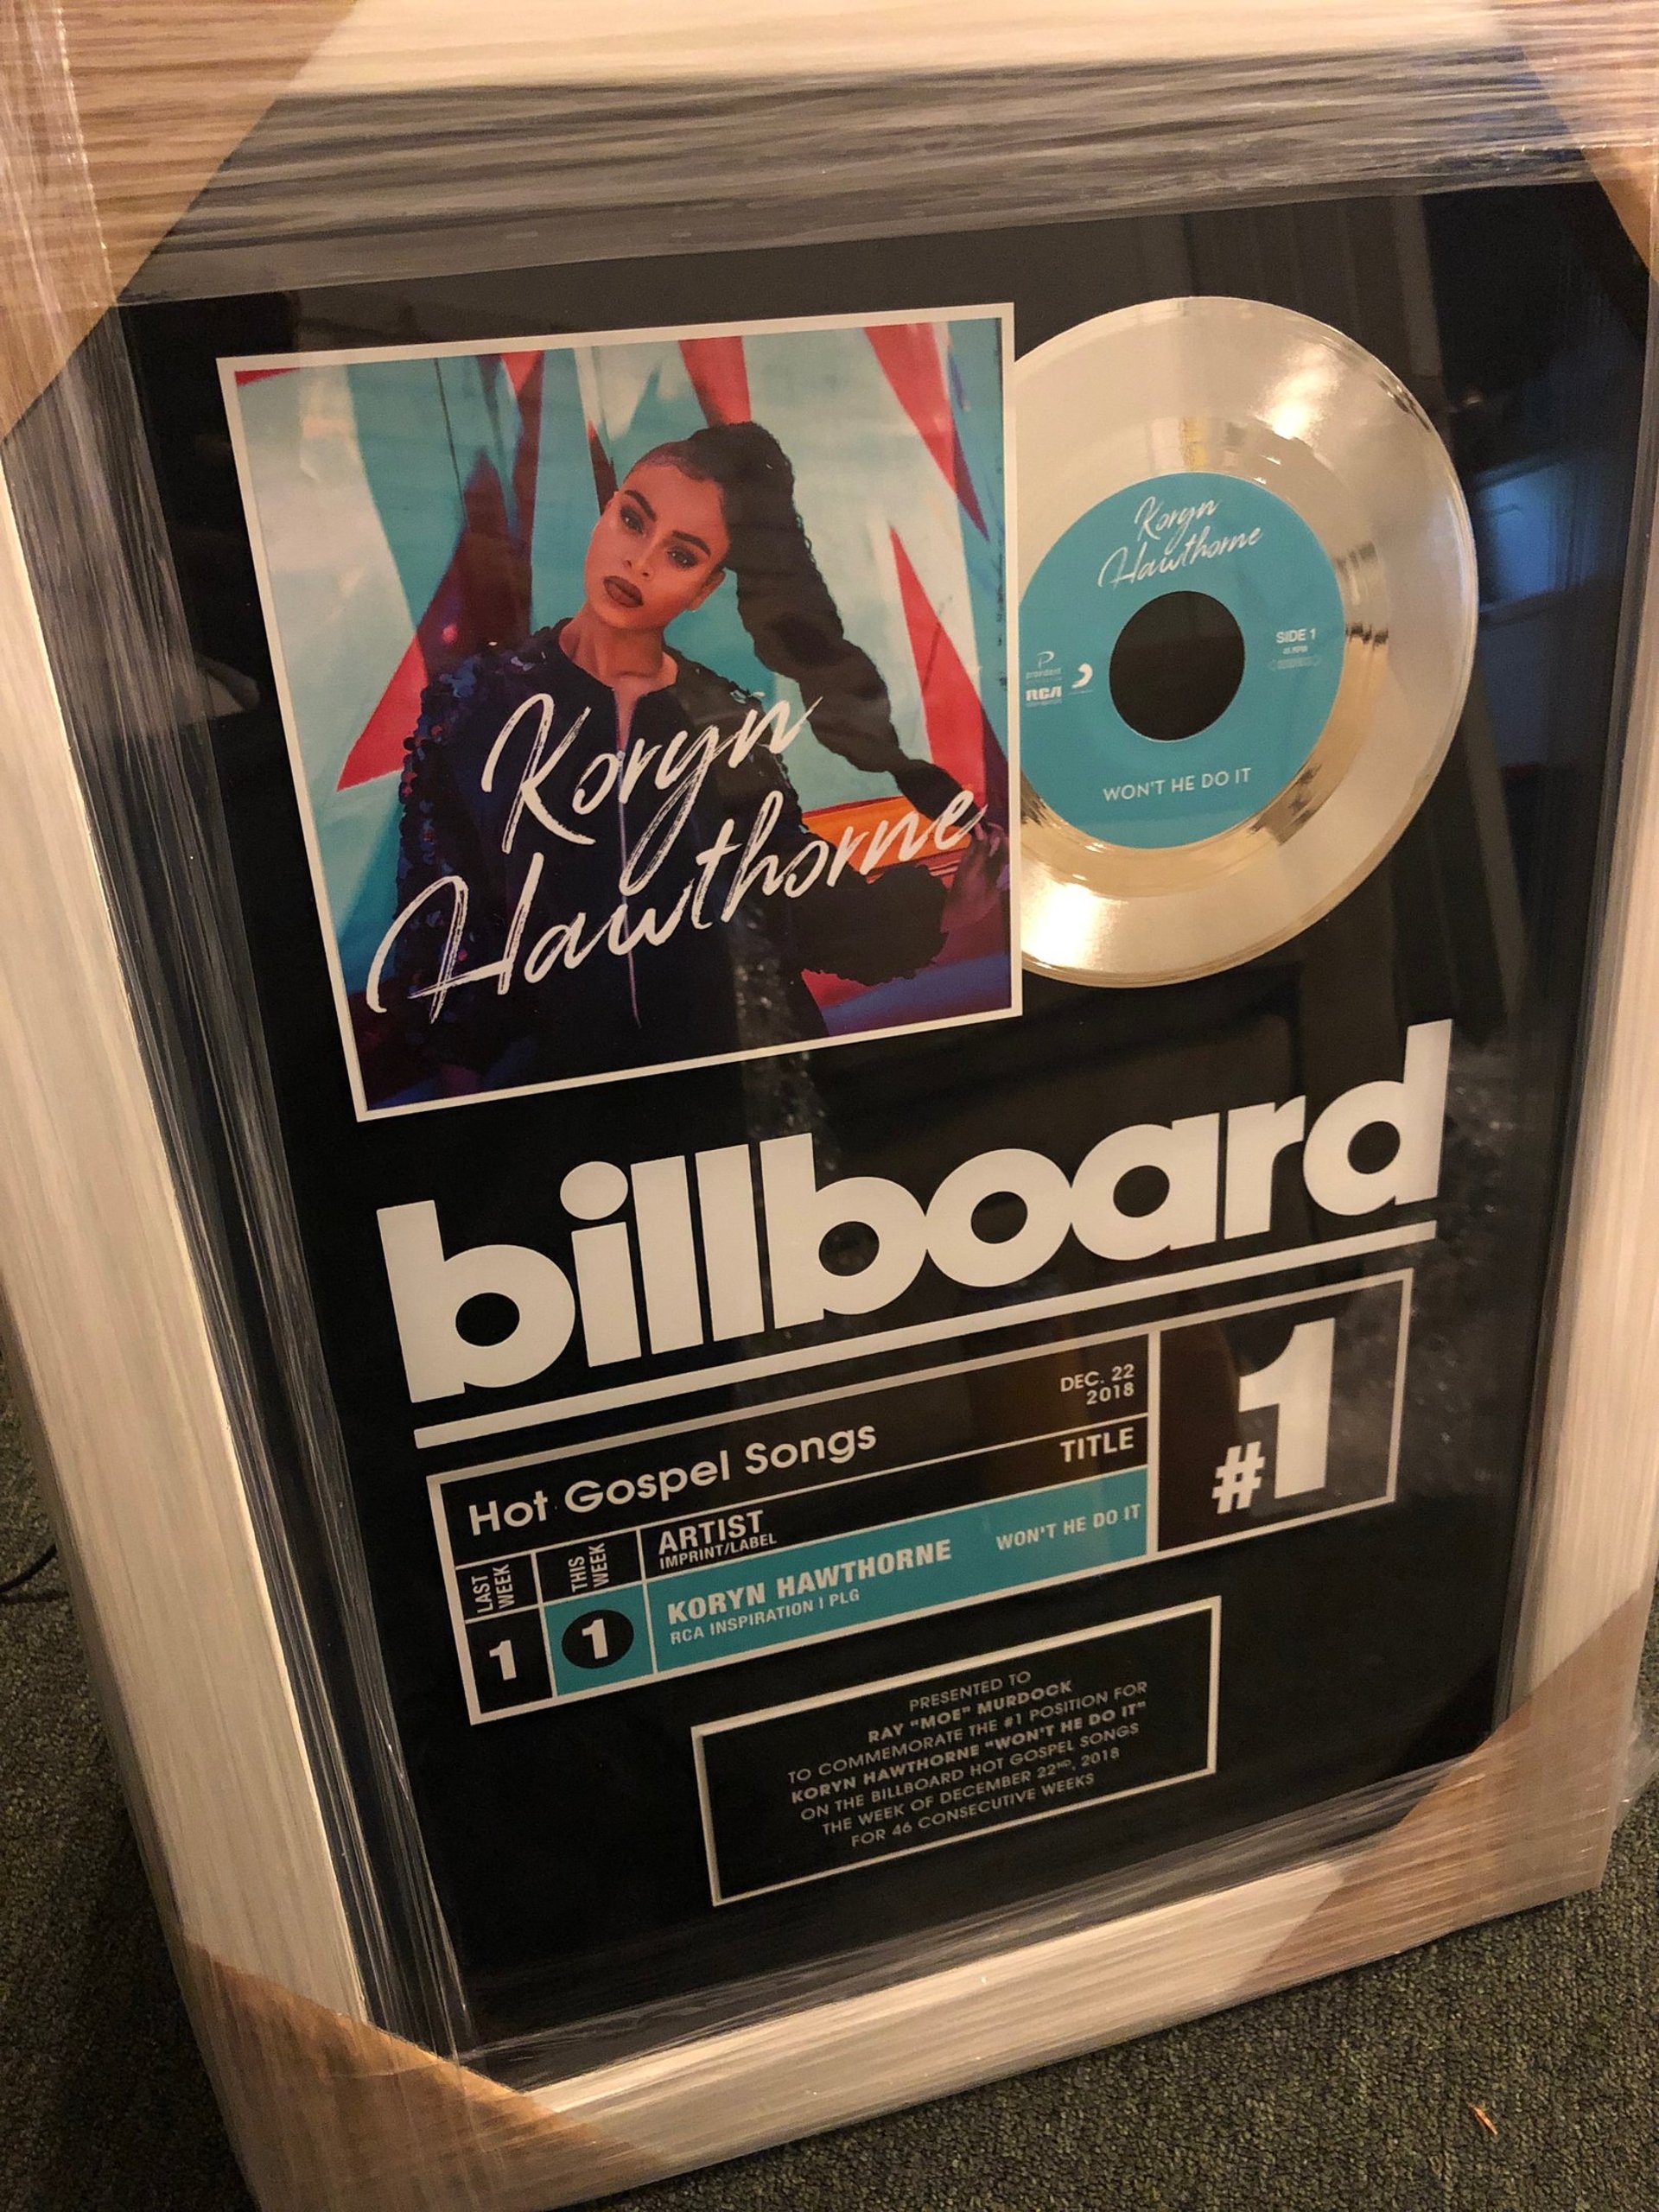 Koryn
Hawthorne
Koryn
Hawthorne
SIDE 1
45 RPM
provident
RCA
WON'T HE DO IT
billboard
Hot Gospel Songs
DEC. 22
2018
#1
LAST WEEK
THIS WEEK
ARTIST
IMPRINT/LABEL
TITLE
1
1
KORYN HAWTHORNE
WON'T HE DO IT
RCA INSPIRATION | PLG
PRESENTED TO
RAY "MOE" MURDOCK
TO COMMEMORATE THE #1 POSITION FOR
KORYN HAWTHORNE "WON'T HE DO IT"
ON THE BILLBOARD HOT GOSPEL SONGS
THE WEEK OF DECEMBER 22ND, 2018
FOR 46 CONSECUTIVE WEEKS